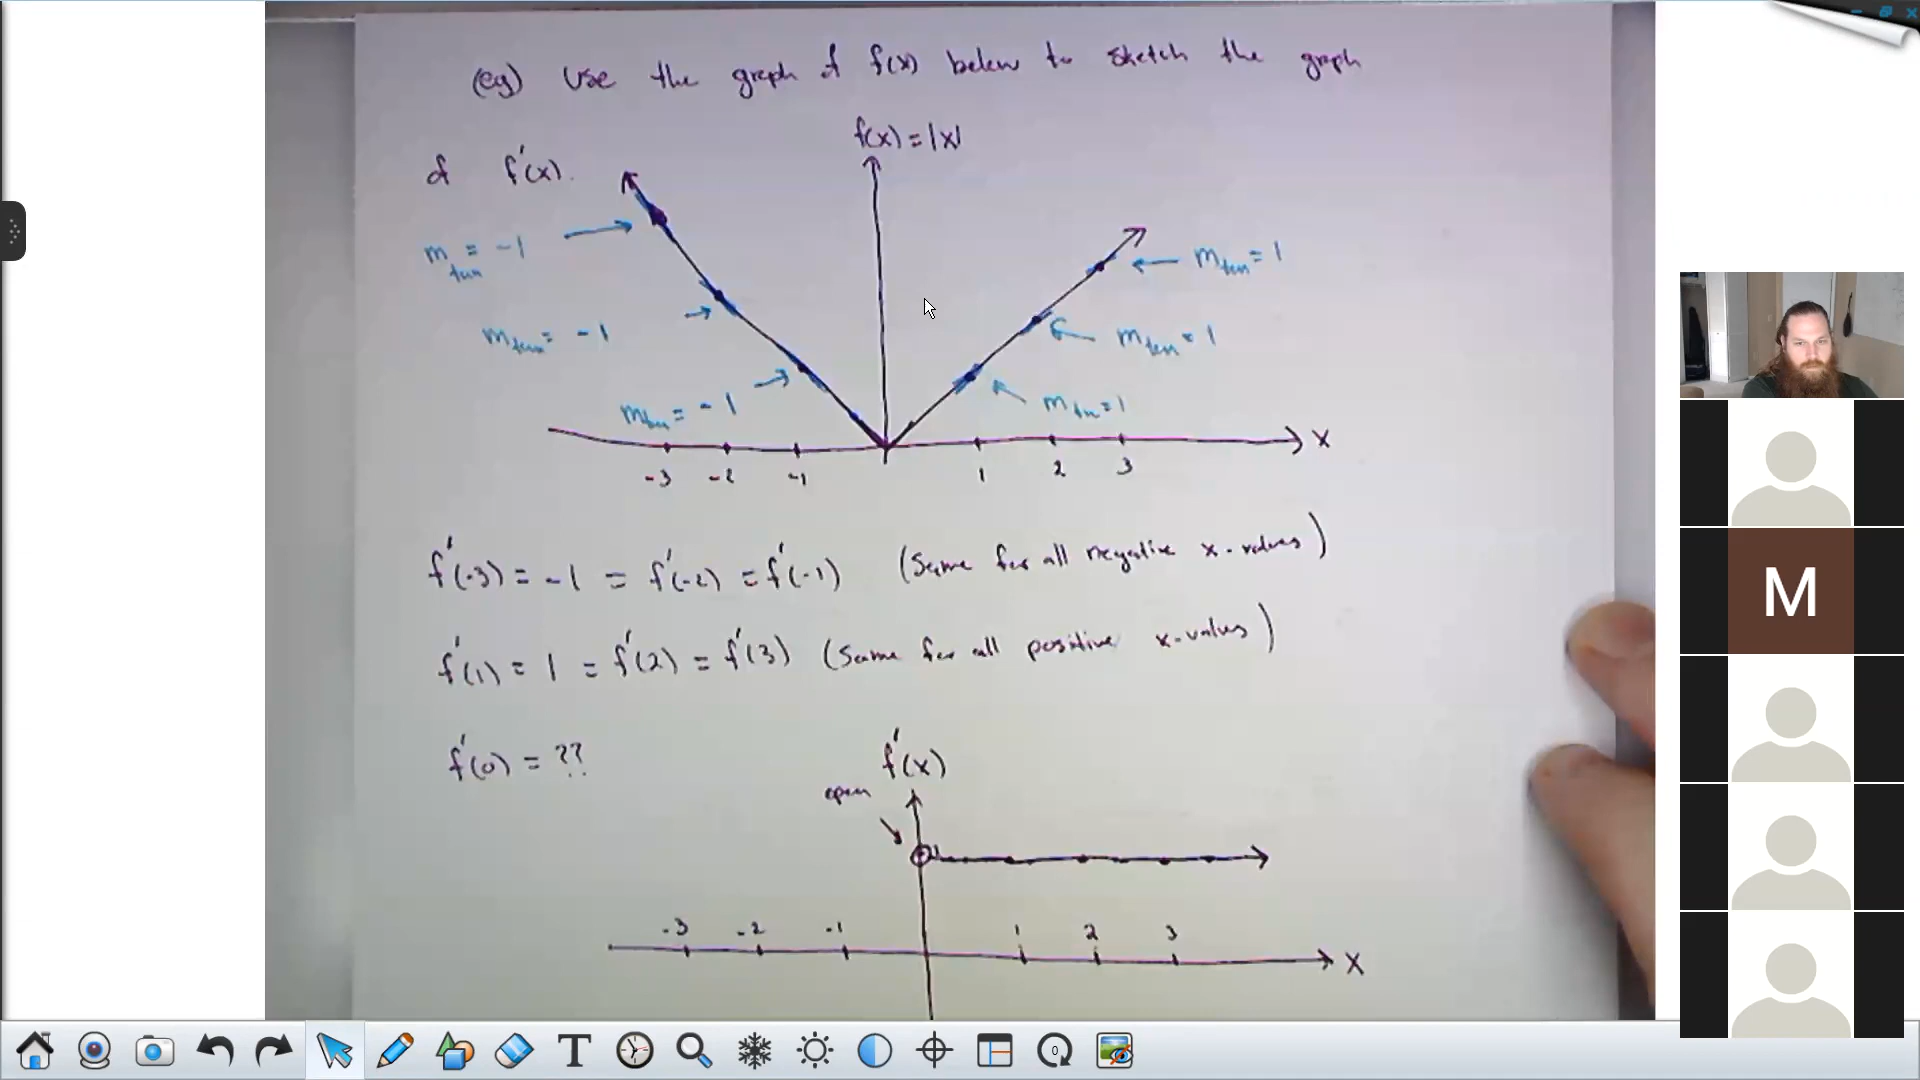 (eg) Use the graph of f(x) below to sketch the graph
of f'(x).
f(x) = |x|
m_tan = -1
m_tan = 1
m_tan = -1
m_tan = 1
m_tan = -1
m_tan = 1
x
-3 -2 -1 1 2 3
f'(-3) = -1 = f'(-2) = f'(-1) (Same for all negative x-values)
f'(1) = 1 = f'(2) = f'(3) (Same for all positive x-values)
f'(0) = ??
f'(x)
open
-3 -2 -1 1 2 3
x
M
T
0